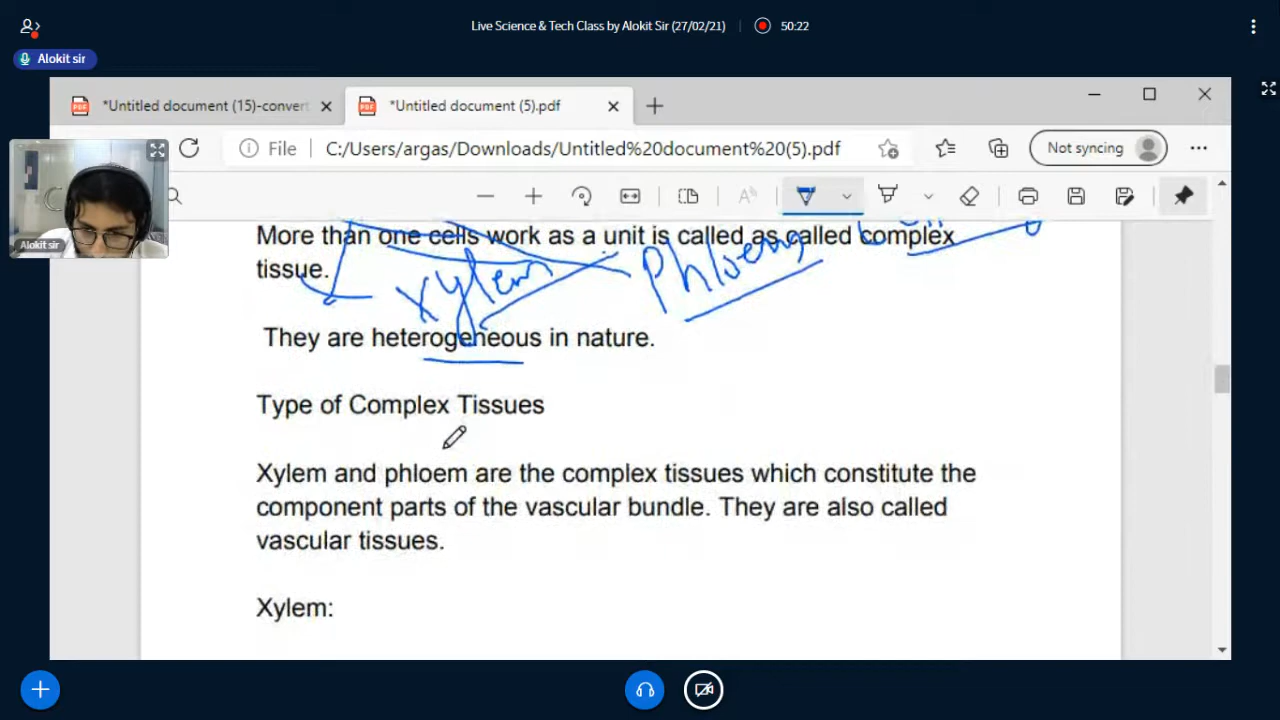 Live Science & Tech Class by Alokit Sir (27/02/21)
50:22
Alokit sir
*Untitled document (15)-convert
*Untitled document (5).pdf
File
C:/Users/argas/Downloads/Untitled%20document%20(5).pdf
Not syncing
Alokit sir
More than one cells work as a unit is called as called complex
tissue.
Xylem
Phloem
They are heterogeneous in nature.
Type of Complex Tissues
Xylem and phloem are the complex tissues which constitute the
component parts of the vascular bundle. They are also called
vascular tissues.
Xylem: